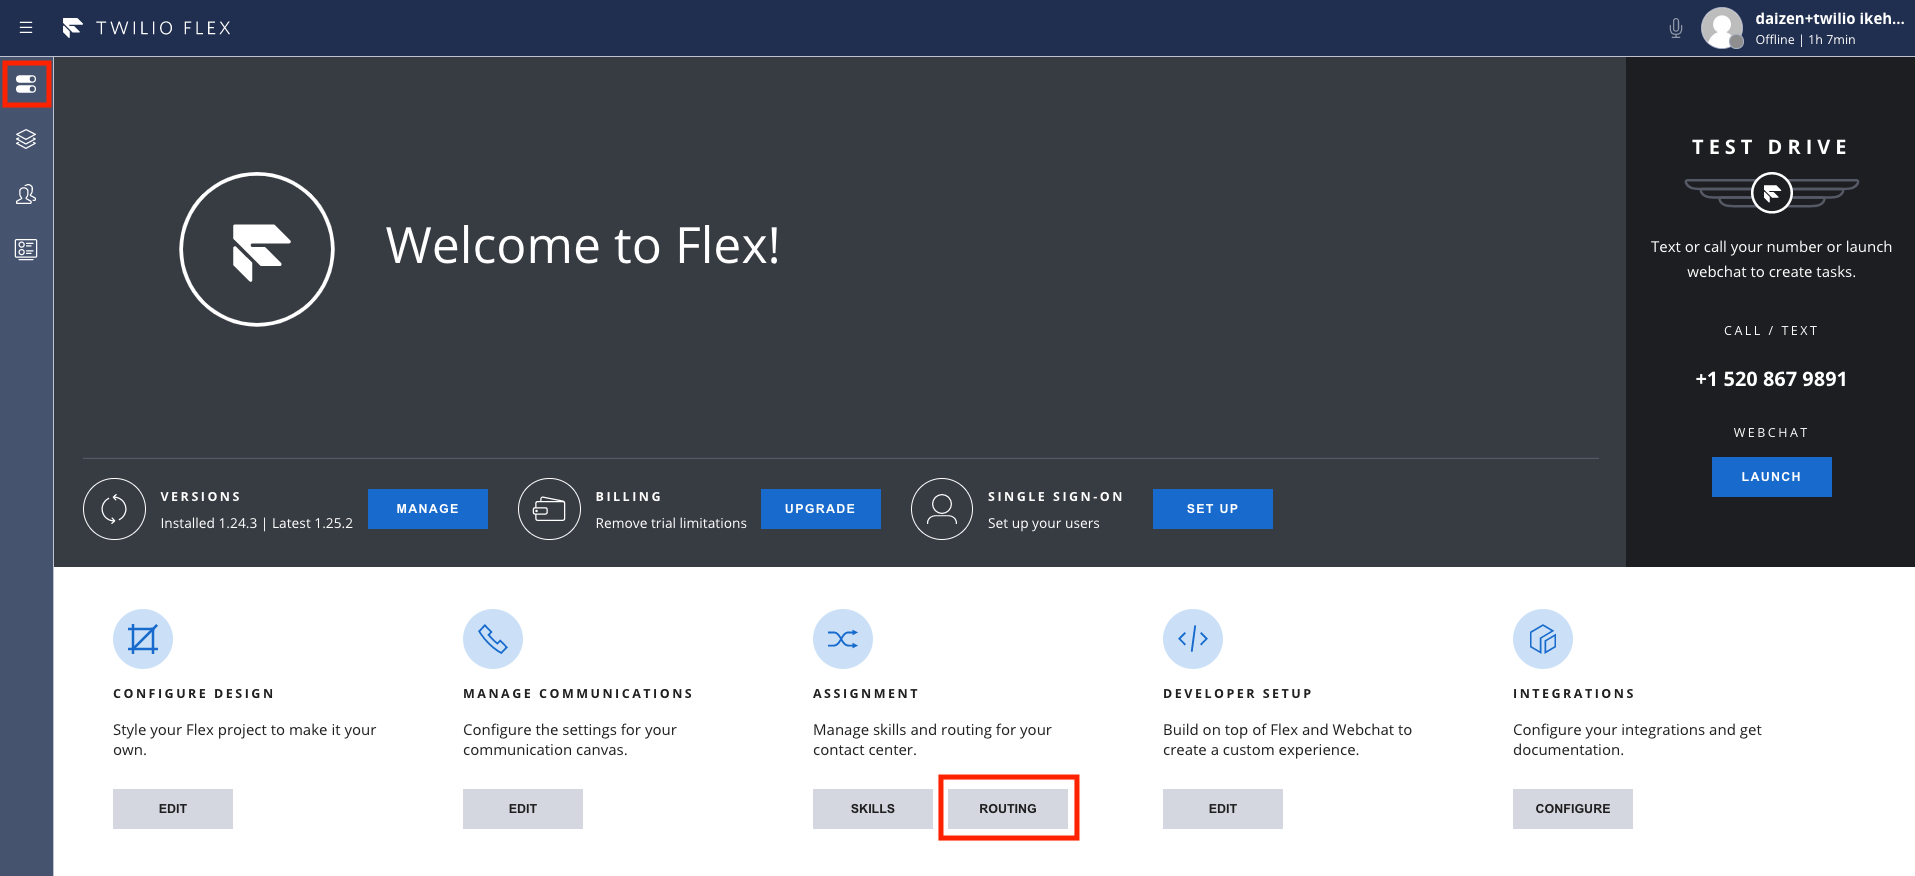 TWILIO FLEX
daizen+twilio ikeh...
Offline | 1h 7min
Welcome to Flex!
TEST DRIVE
Text or call your number or launch
webchat to create tasks.
CALL / TEXT
+1 520 867 9891
WEBCHAT
LAUNCH
VERSIONS
Installed 1.24.3 | Latest 1.25.2
MANAGE
BILLING
Remove trial limitations
UPGRADE
SINGLE SIGN-ON
Set up your users
SET UP
CONFIGURE DESIGN
Style your Flex project to make it your
own.
EDIT
MANAGE COMMUNICATIONS
Configure the settings for your
communication canvas.
EDIT
ASSIGNMENT
Manage skills and routing for your
contact center.
SKILLS
ROUTING
DEVELOPER SETUP
Build on top of Flex and Webchat to
create a custom experience.
EDIT
INTEGRATIONS
Configure your integrations and get
documentation.
CONFIGURE